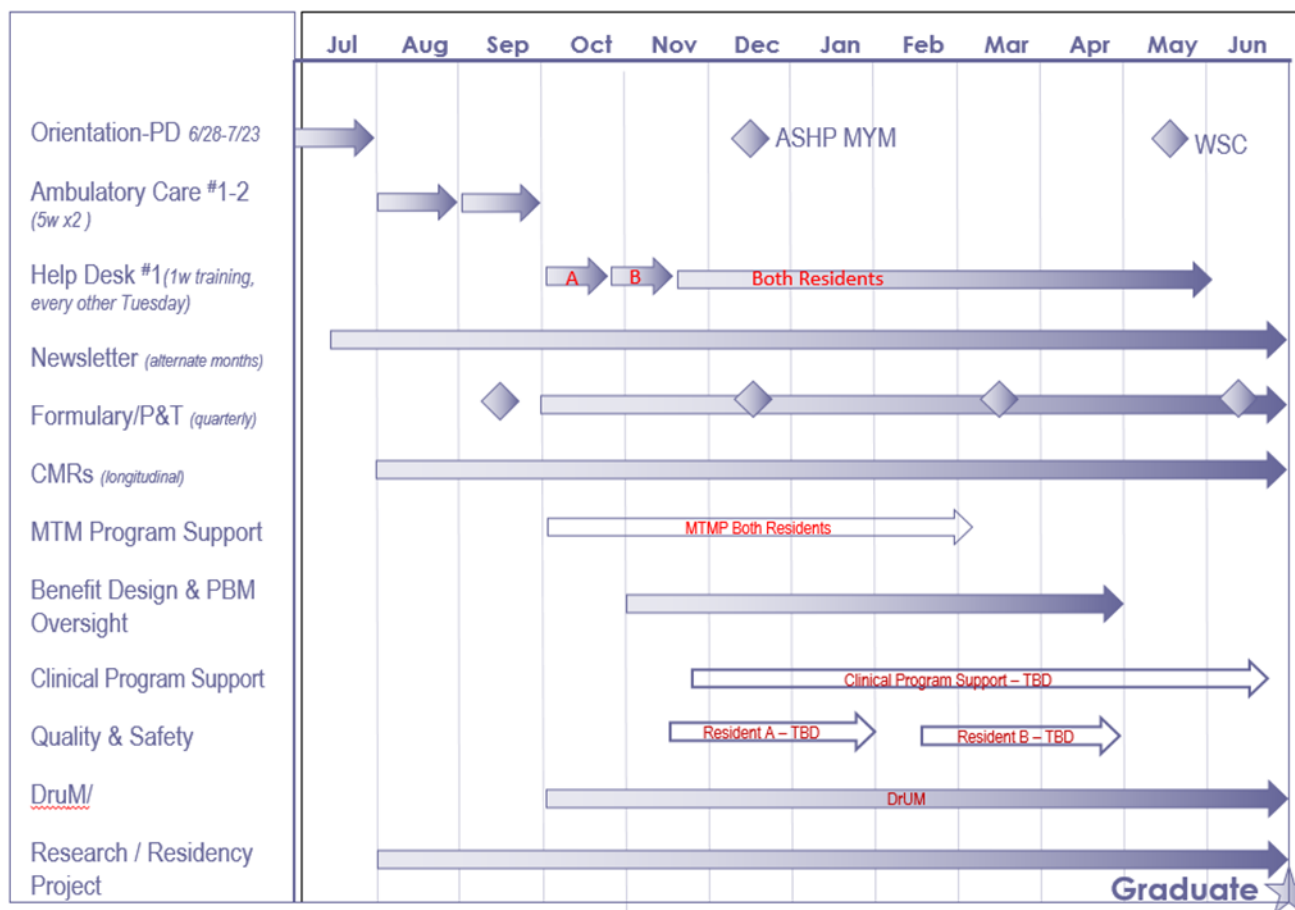 Jul Aug Sep Oct Nov Dec Jan Feb Mar Apr May Jun
Orientation-PD 6/28-7/23
ASHP MYM
WSC
Ambulatory Care #1-2
(5w x2 )
Help Desk #1(1w training,
every other Tuesday)
A
B
Both Residents
Newsletter (alternate months)
Formulary/P&T (quarterly)
CMRs (longitudinal)
MTM Program Support
MTMP Both Residents
Benefit Design & PBM
Oversight
Clinical Program Support
Clinical Program Support – TBD
Quality & Safety
Resident A – TBD
Resident B – TBD
DruM/
DrUM
Research / Residency
Project
Graduate